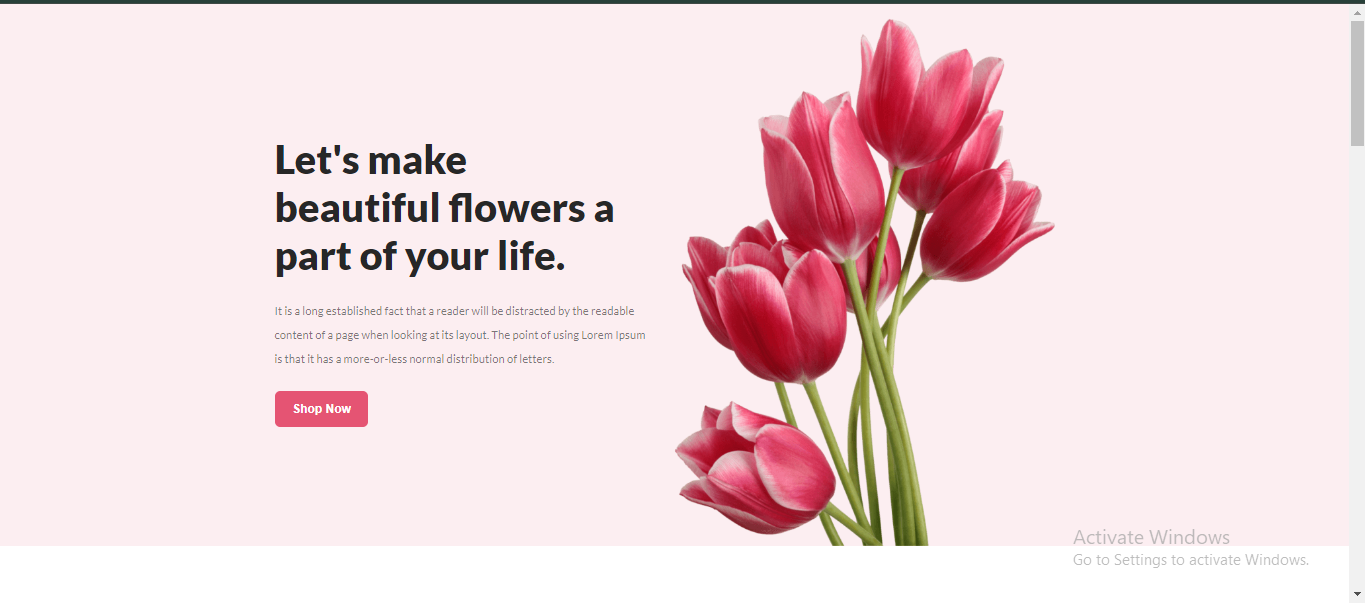 Let's make
beautiful flowers a
part of your life.
It is a long established fact that a reader will be distracted by the readable
content of a page when looking at its layout. The point of using Lorem Ipsum
is that it has a more-or-less normal distribution of letters.
Shop Now
Activate Windows
Go to Settings to activate Windows.